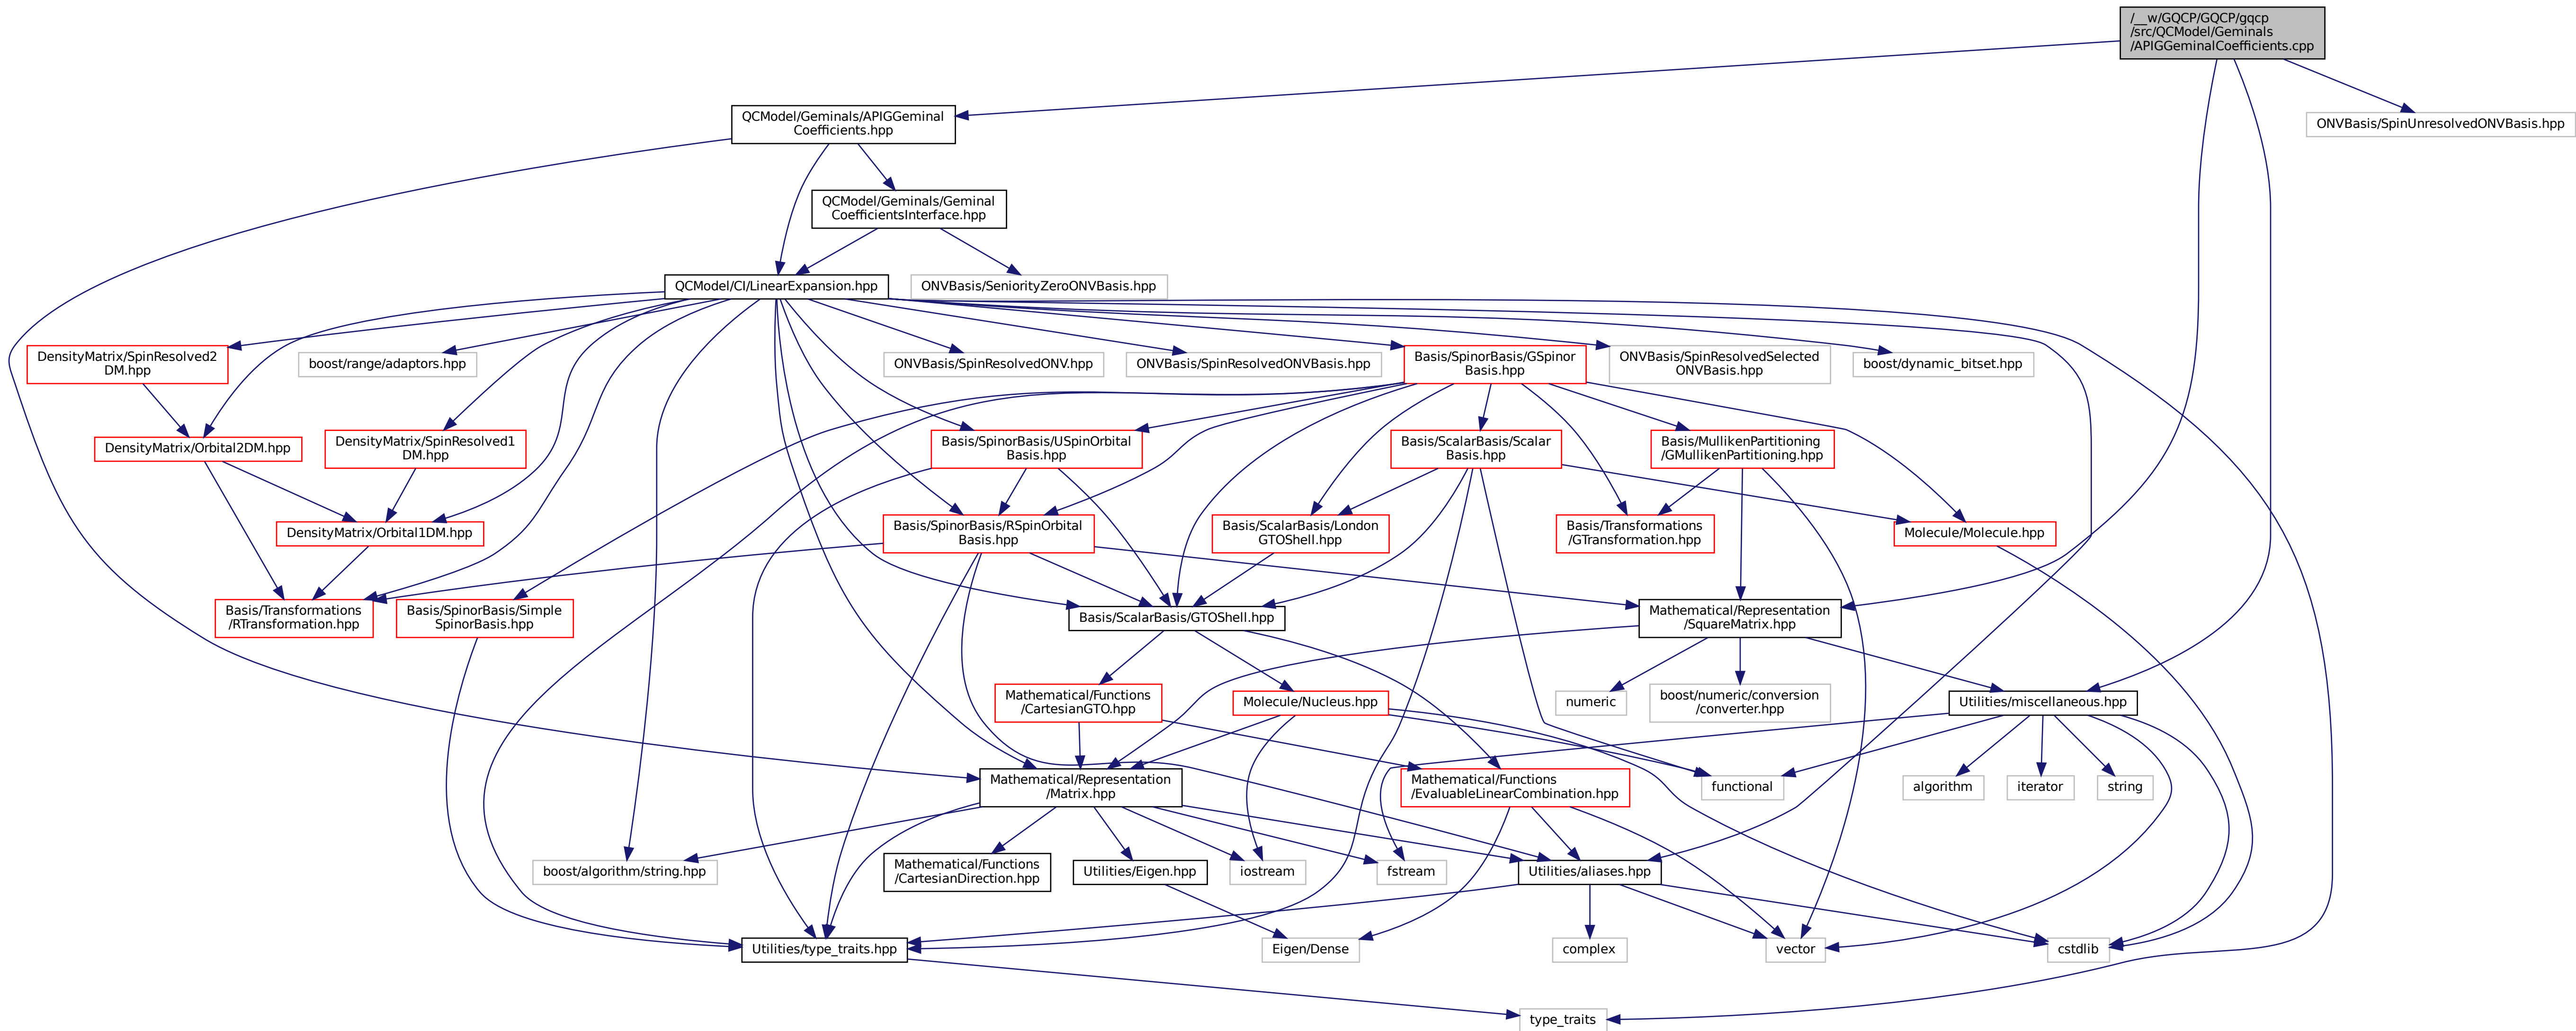 /__w/GQCP/GQCP/gqcp
/src/QCModel/Geminals
/APIGGeminalCoefficients.cpp
QCModel/Geminals/APIGGeminal
Coefficients.hpp
ONVBasis/SpinUnresolvedONVBasis.hpp
QCModel/Geminals/Geminal
CoefficientsInterface.hpp
QCModel/CI/LinearExpansion.hpp
ONVBasis/SeniorityZeroONVBasis.hpp
DensityMatrix/SpinResolved2
DM.hpp
boost/range/adaptors.hpp
ONVBasis/SpinResolvedONV.hpp
ONVBasis/SpinResolvedONVBasis.hpp
Basis/SpinorBasis/GSpinor
Basis.hpp
ONVBasis/SpinResolvedSelected
ONVBasis.hpp
boost/dynamic_bitset.hpp
DensityMatrix/Orbital2DM.hpp
DensityMatrix/SpinResolved1
DM.hpp
Basis/SpinorBasis/USpinOrbital
Basis.hpp
Basis/ScalarBasis/Scalar
Basis.hpp
Basis/MullikenPartitioning
/GMullikenPartitioning.hpp
DensityMatrix/Orbital1DM.hpp
Basis/SpinorBasis/RSpinOrbital
Basis.hpp
Basis/ScalarBasis/London
GTOShell.hpp
Basis/Transformations
/GTransformation.hpp
Molecule/Molecule.hpp
Basis/Transformations
/RTransformation.hpp
Basis/SpinorBasis/Simple
SpinorBasis.hpp
Basis/ScalarBasis/GTOShell.hpp
Mathematical/Representation
/SquareMatrix.hpp
Mathematical/Functions
/CartesianGTO.hpp
Molecule/Nucleus.hpp
numeric
boost/numeric/conversion
/converter.hpp
Utilities/miscellaneous.hpp
Mathematical/Representation
/Matrix.hpp
Mathematical/Functions
/EvaluableLinearCombination.hpp
functional
algorithm
iterator
string
boost/algorithm/string.hpp
Mathematical/Functions
/CartesianDirection.hpp
Utilities/Eigen.hpp
iostream
fstream
Utilities/aliases.hpp
Utilities/type_traits.hpp
Eigen/Dense
complex
vector
cstdlib
type_traits